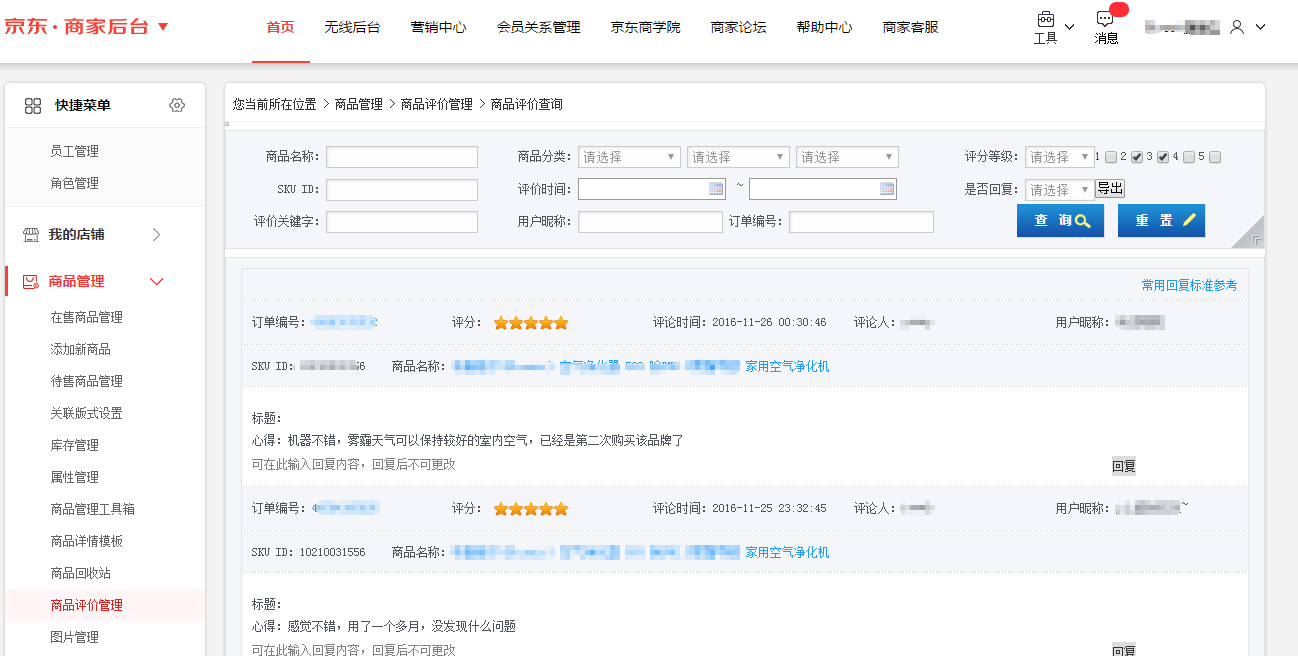 京东·商家后台
首页 无线后台 营销中心 会员关系管理 京东商学院 商家论坛 帮助中心 商家客服
工具 消息
快捷菜单
员工管理
角色管理
我的店铺
商品管理
在售商品管理
添加新商品
待售商品管理
关联版式设置
库存管理
属性管理
商品管理工具箱
商品详情模板
商品回收站
商品评价管理
图片管理
您当前所在位置 > 商品管理 > 商品评价管理 > 商品评价查询
商品名称： 商品分类： 请选择 请选择 请选择 评分等级： 请选择 1 2 3 4 5
SKU ID： 评价时间： ~ 是否回复： 请选择 导出
评价关键字： 用户昵称： 订单编号： 查 询 重 置
常用回复标准参考
订单编号： 评分： 评论时间：2016-11-26 00:30:46 评论人： 用户昵称：
SKU ID： 56 商品名称： 家用空气净化机
标题：
心得：机器不错，雾霾天气可以保持较好的室内空气，已经是第二次购买该品牌了
可在此输入回复内容，回复后不可更改 回复
订单编号：4 评分： 评论时间：2016-11-25 23:32:45 评论人： 用户昵称： ~
SKU ID：10210031556 商品名称： 家用空气净化机
标题：
心得：感觉不错，用了一个多月，没发现什么问题
可在此输入回复内容，回复后不可更改 回复